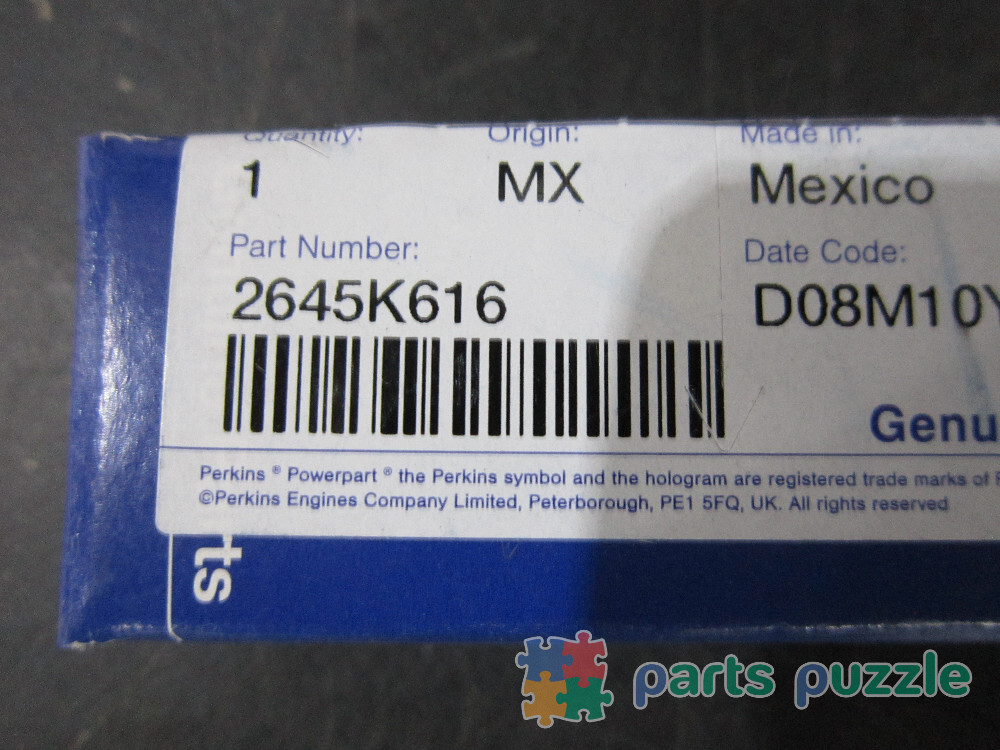 Quantity: Origin: Made in:
1 MX Mexico
Part Number: Date Code:
2645K616 D08M10Y
Genu
Perkins ® Powerpart ® the Perkins symbol and the hologram are registered trade marks of
©Perkins Engines Company Limited, Peterborough, PE1 5FQ, UK. All rights reserved
rts
parts puzzle